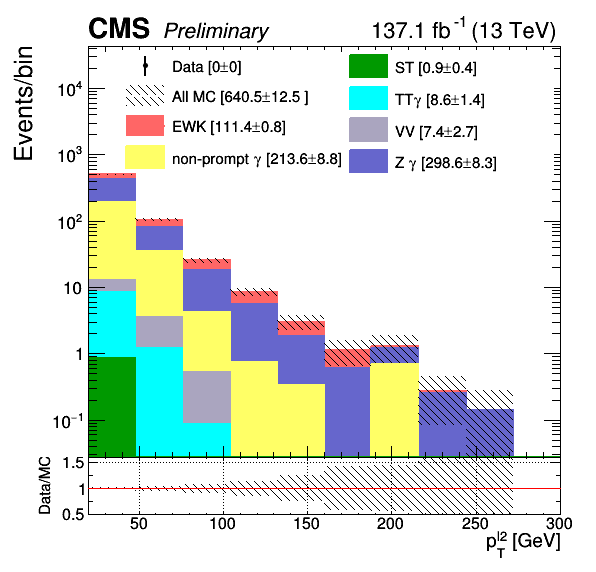 CMS Preliminary 137.1 fb⁻¹ (13 TeV)
Events/bin
Data [0±0]
All MC [640.5±12.5 ]
EWK [111.4±0.8]
non-prompt γ [213.6±8.8]
ST [0.9±0.4]
TTγ [8.6±1.4]
VV [7.4±2.7]
Z γ [298.6±8.3]
10⁴
10³
10²
10
1
10⁻¹
Data/MC
1.5
1
0.5
50 100 150 200 250 300
p_T^l2 [GeV]